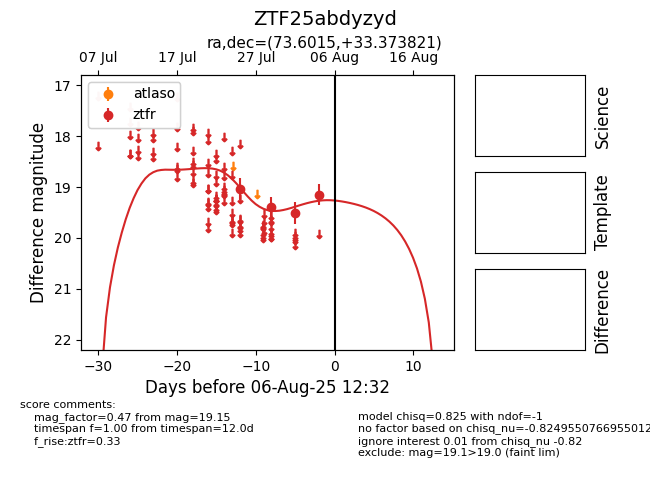 ZTF25abdyzyd
ra,dec=(73.6015,+33.373821)
07 Jul
17 Jul
27 Jul
06 Aug
16 Aug
atlaso
ztfr
17
18
19
20
21
22
Difference magnitude
−30
−20
−10
0
10
Days before 06-Aug-25 12:32
Science
Template
Difference
score comments:
mag_factor=0.47 from mag=19.15
timespan f=1.00 from timespan=12.0d
f_rise:ztfr=0.33
model chisq=0.825 with ndof=-1
no factor based on chisq_nu=-0.8249550766955012
ignore interest 0.01 from chisq_nu -0.82
exclude: mag=19.1>19.0 (faint lim)